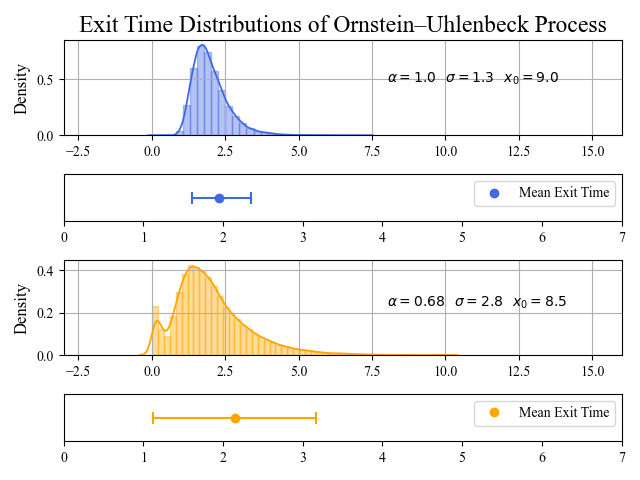 Exit Time Distributions of Ornstein–Uhlenbeck Process
Density
0.5
0.0
α = 1.0 σ = 1.3 x₀ = 9.0
−2.5 0.0 2.5 5.0 7.5 10.0 12.5 15.0
Mean Exit Time
0 1 2 3 4 5 6 7
Density
0.4
0.2
0.0
α = 0.68 σ = 2.8 x₀ = 8.5
−2.5 0.0 2.5 5.0 7.5 10.0 12.5 15.0
Mean Exit Time
0 1 2 3 4 5 6 7